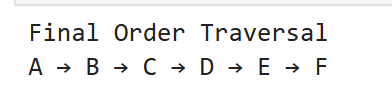 Final Order Traversal
A → B → C → D → E → F